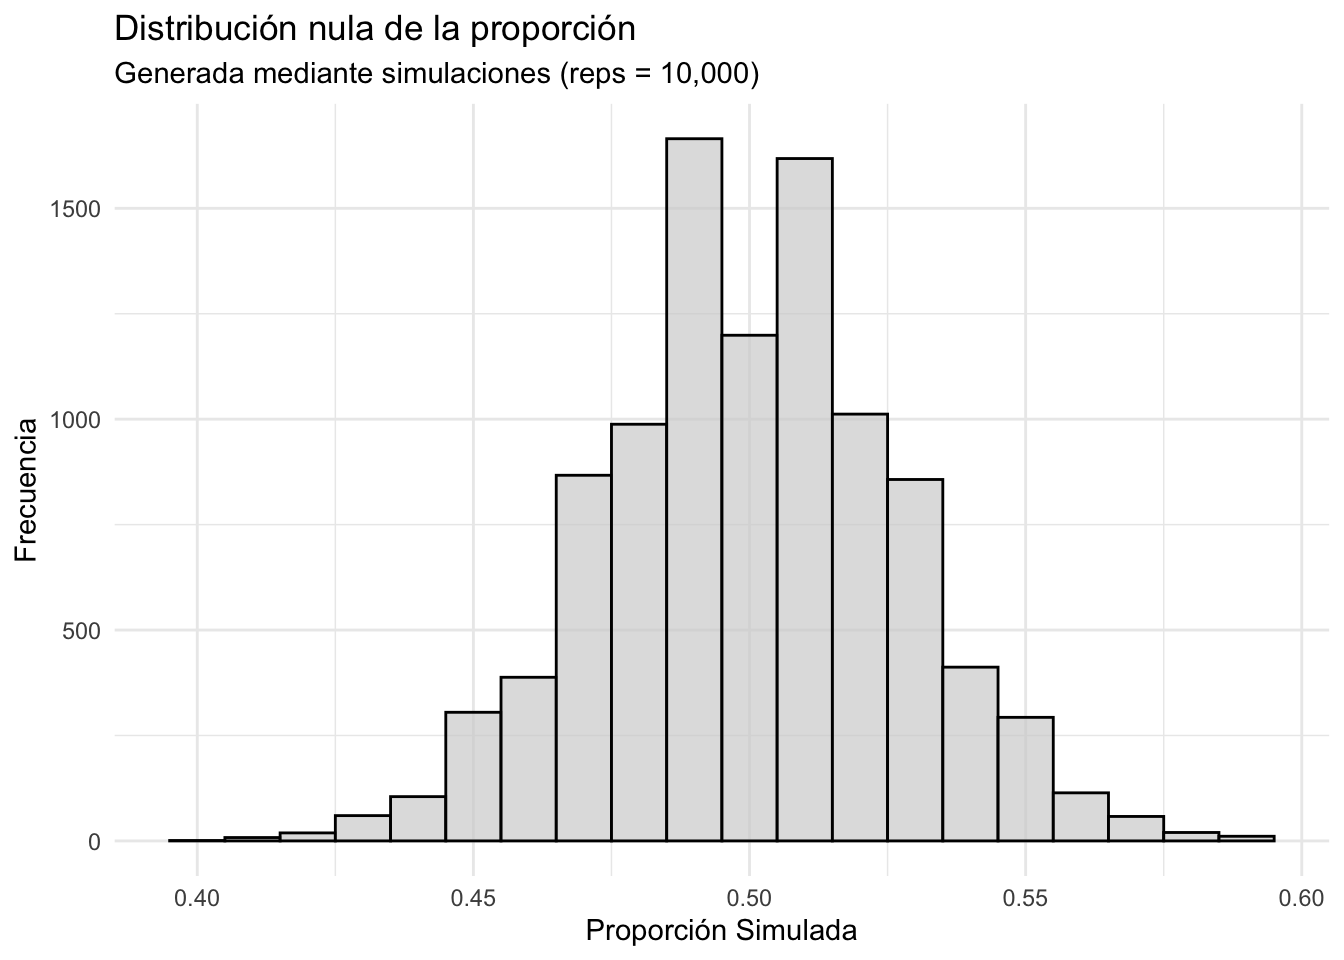 Distribución nula de la proporción
Generada mediante simulaciones (reps = 10,000)
Frecuencia
1500
1000
500
0
0.40 0.45 0.50 0.55 0.60
Proporción Simulada